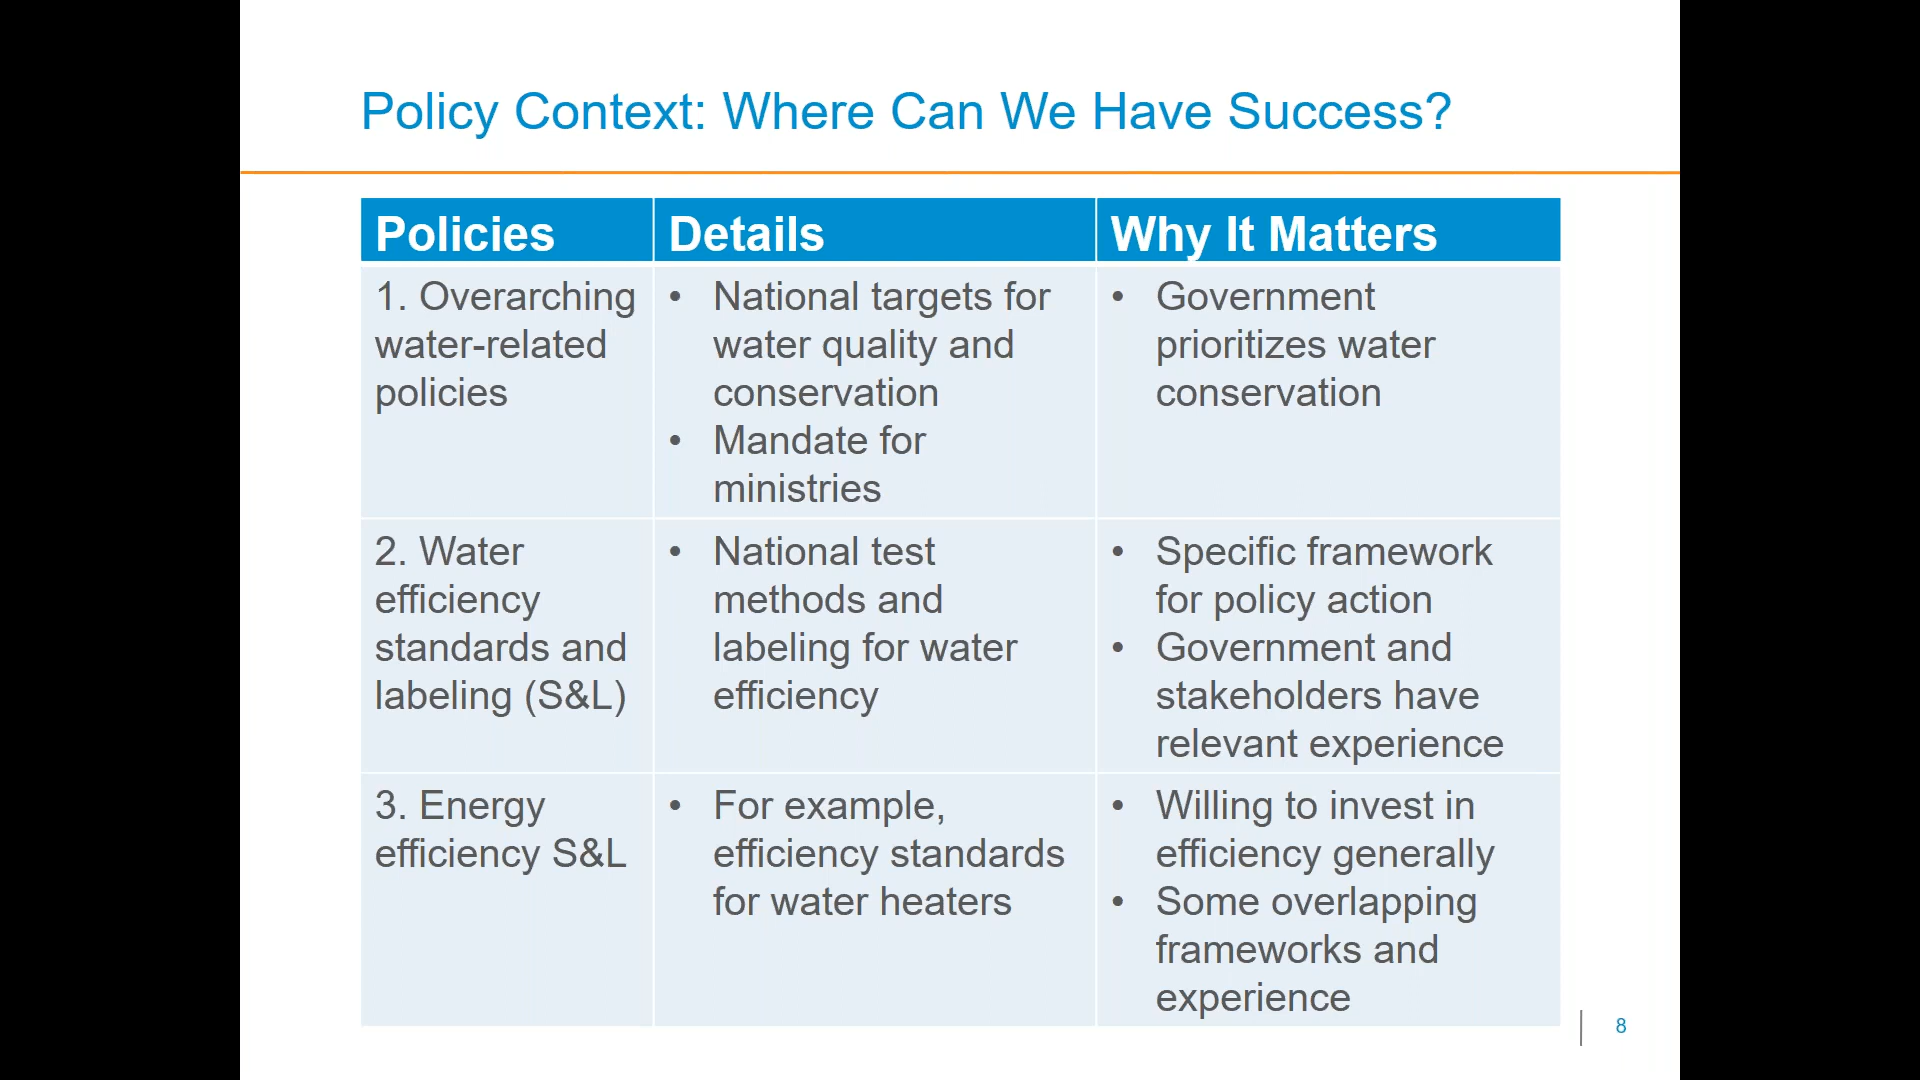 Policy Context: Where Can We Have Success?
Policies
Details
Why It Matters
1. Overarching
water-related
policies
• National targets for
water quality and
conservation
• Mandate for
ministries
• Government
prioritizes water
conservation
2. Water
efficiency
standards and
labeling (S&L)
• National test
methods and
labeling for water
efficiency
• Specific framework
for policy action
• Government and
stakeholders have
relevant experience
3. Energy
efficiency S&L
• For example,
efficiency standards
for water heaters
• Willing to invest in
efficiency generally
• Some overlapping
frameworks and
experience
8